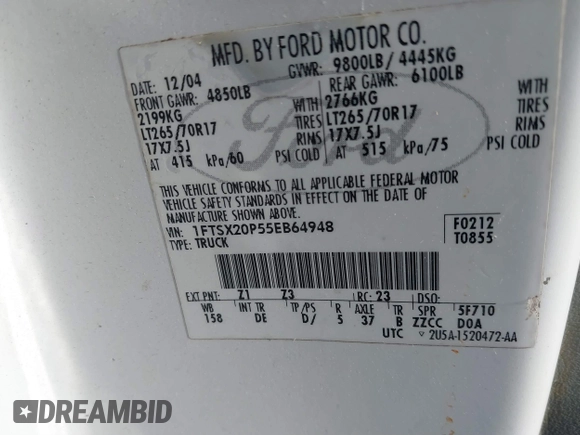 MFD. BY FORD MOTOR CO.
DATE: 12/04 GVWR: 9800LB/ 4445KG
FRONT GAWR: 4850LB REAR GAWR: 6100LB
2199KG 2766KG WITH
LT265/70R17 TIRES LT265/70R17 TIRES
17X7.5J RIMS 17X7.5J RIMS
AT 415 kPa/60 PSI COLD AT 515 kPa/75 PSI COLD
THIS VEHICLE CONFORMS TO ALL APPLICABLE FEDERAL MOTOR
VEHICLE SAFETY STANDARDS IN EFFECT ON THE DATE OF
MANUFACTURE SHOWN ABOVE.
VIN: 1FTSX20P55EB64948 F0212
TYPE: TRUCK T0855
EXT PNT: Z1 Z3 RC: 23 DSO:
WB INT TR TP/PS R AXLE TR SPR 5F710
158 DE D/ 5 37 B ZZCC DOA
UTC 2U5A-1520472-AA
Ford
DREAMBID